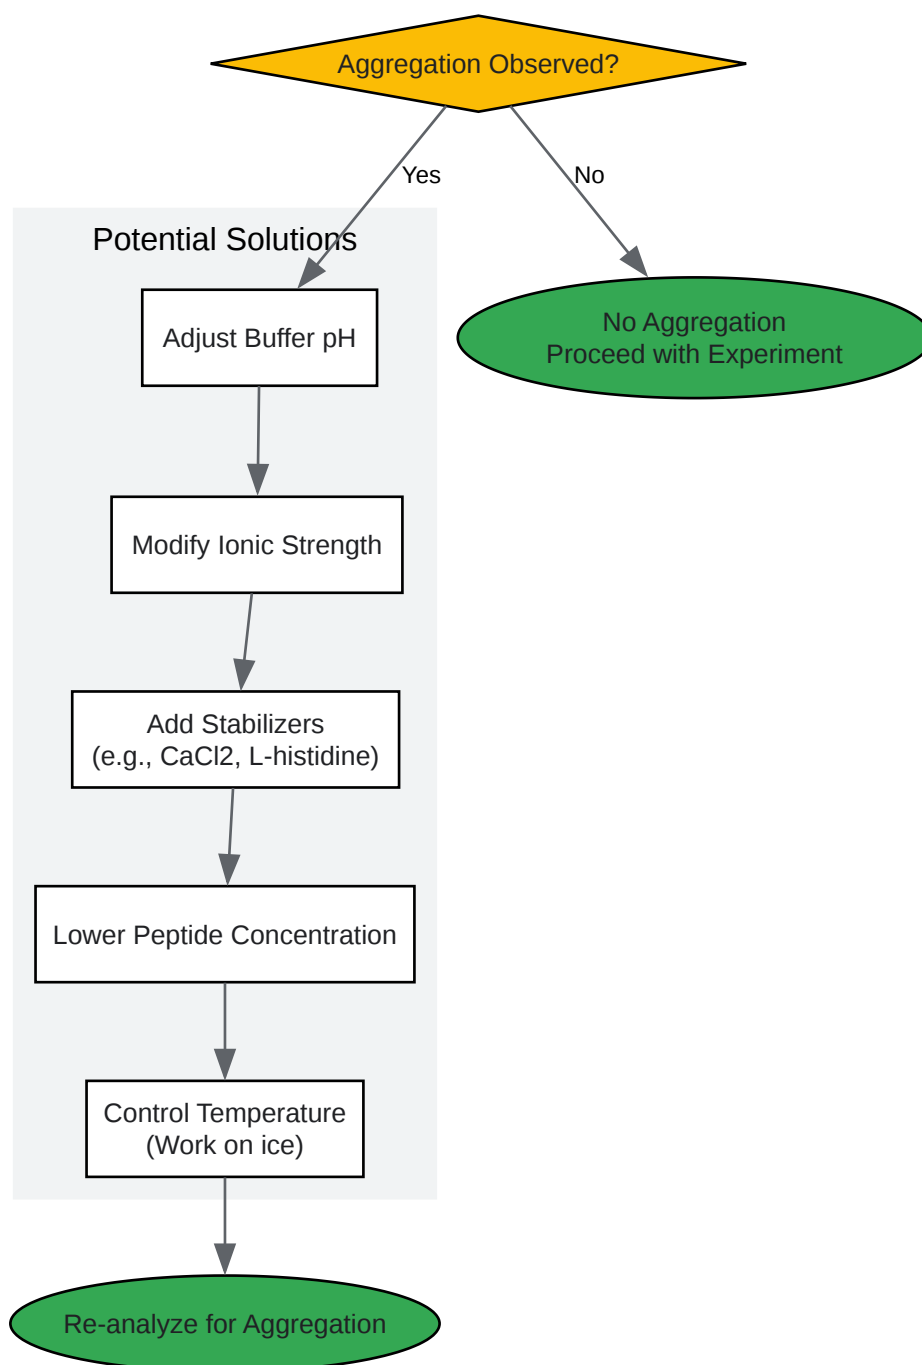 Aggregation Observed?
Yes
No
Potential Solutions
Adjust Buffer pH
No Aggregation
Proceed with Experiment
Modify Ionic Strength
Add Stabilizers
(e.g., CaCl2, L-histidine)
Lower Peptide Concentration
Control Temperature
(Work on ice)
Re-analyze for Aggregation